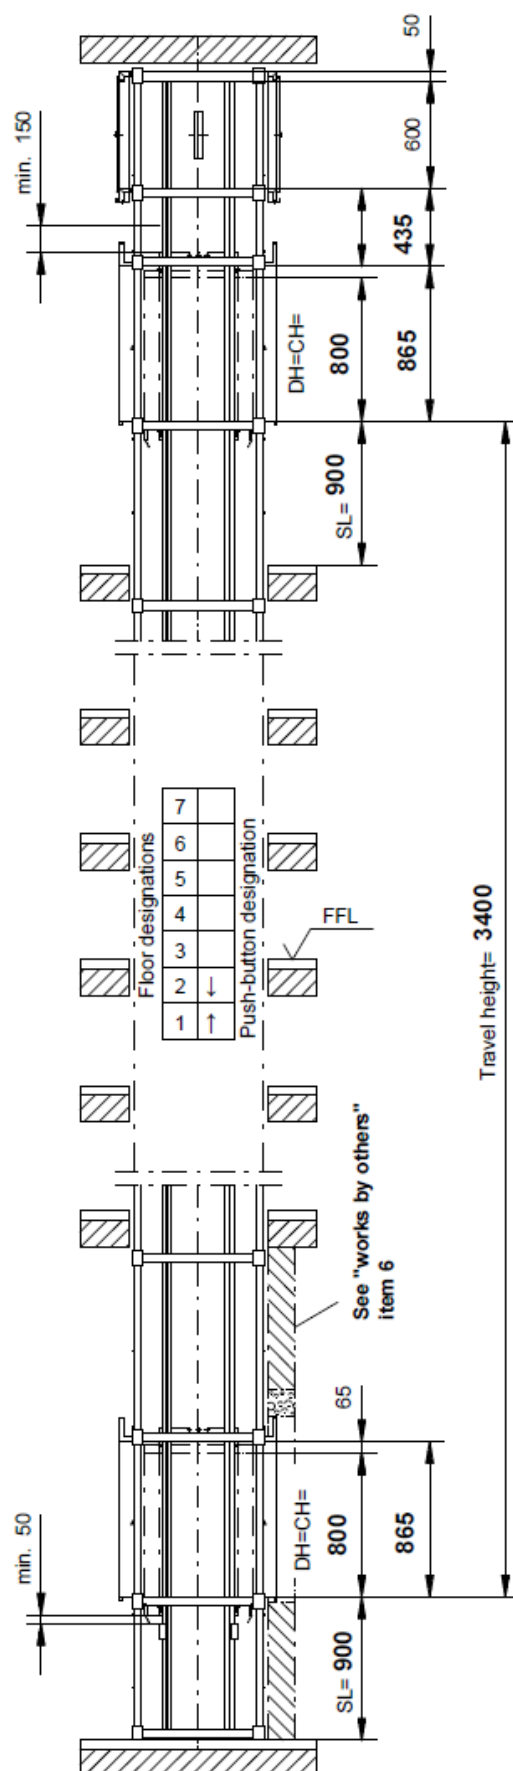 50
600
min. 150
435
DH=CH=
800
865
SL= 900
Floor designations
7
6
5
4
3
2 ↓
1 ↑
Push-button designation
FFL
Travel height= 3400
See "works by others"
item 6
65
min. 50
DH=CH=
800
865
SL= 900